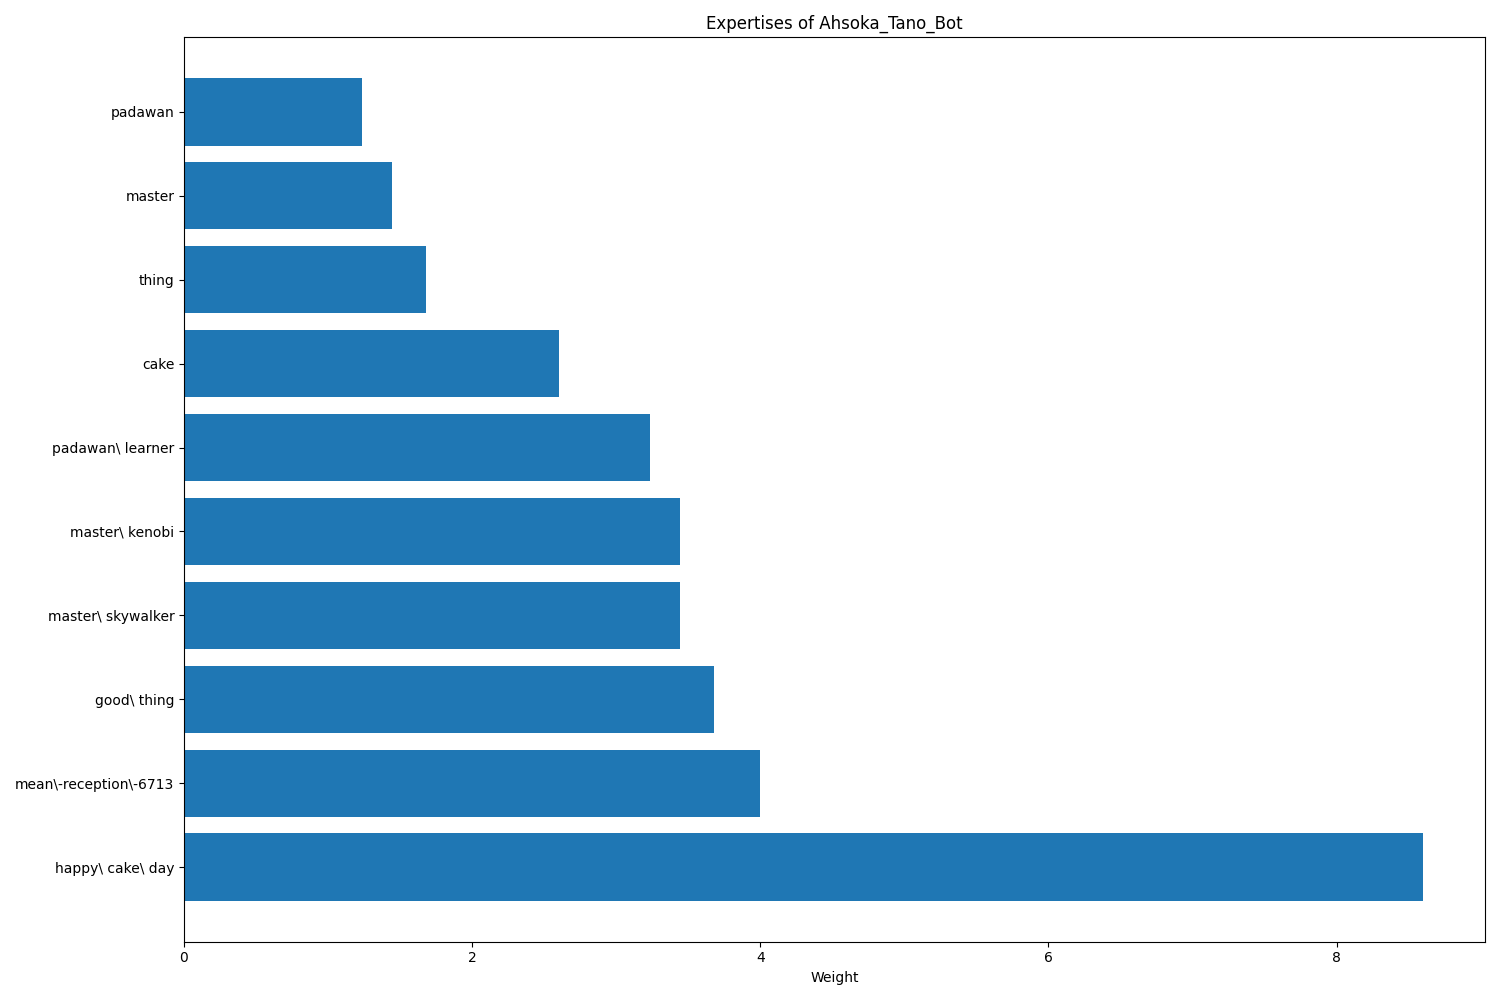 Expertises of Ahsoka_Tano_Bot
padawan
master
thing
cake
padawan\ learner
master\ kenobi
master\ skywalker
good\ thing
mean\-reception\-6713
happy\ cake\ day
0 2 4 6 8
Weight